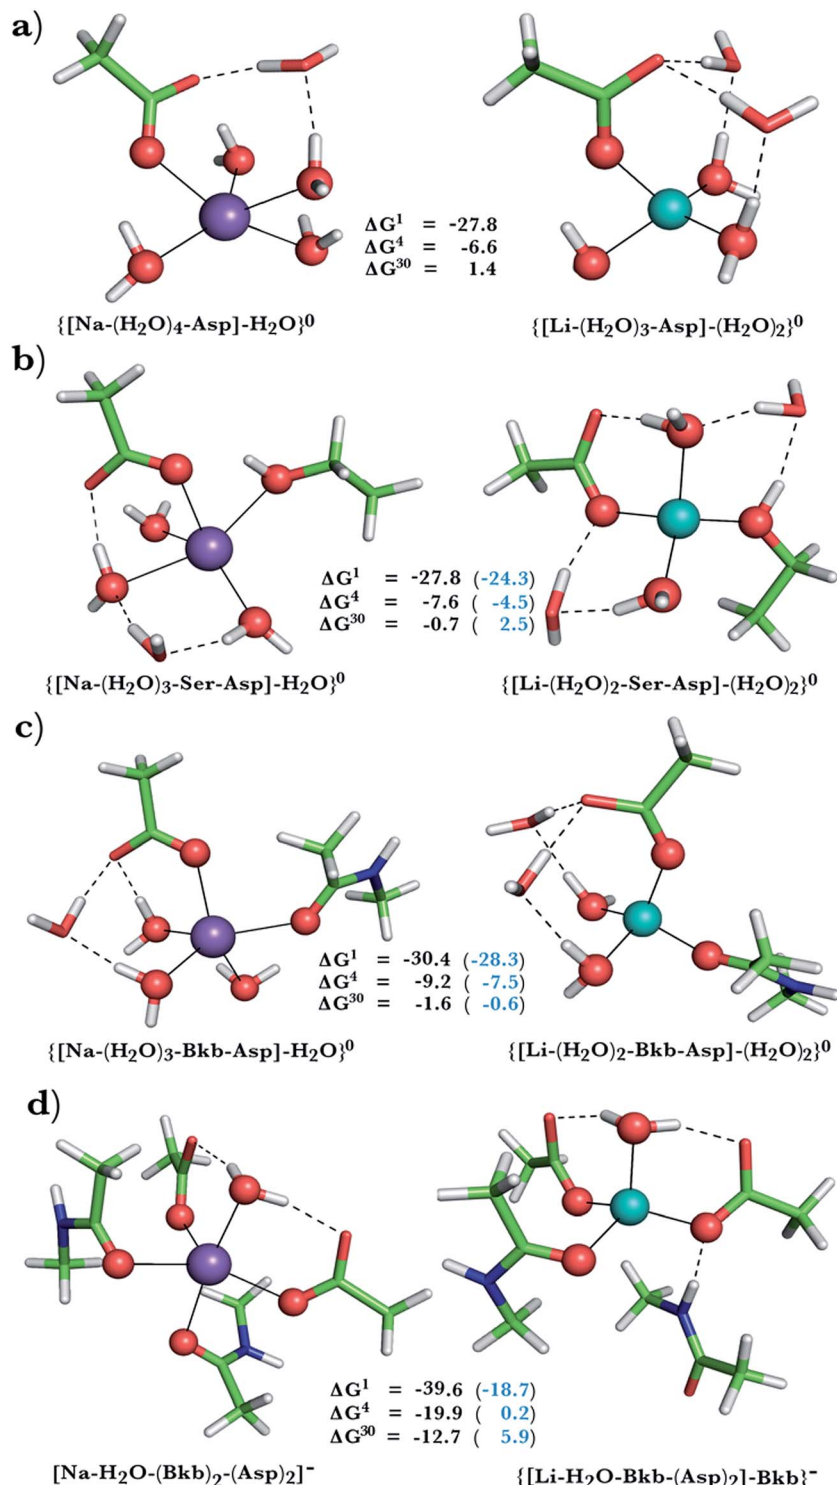 a)
ΔG¹ = -27.8
ΔG⁴ = -6.6
ΔG³⁰ = 1.4
{[Na-(H₂O)₄-Asp]-H₂O}⁰
{[Li-(H₂O)₃-Asp]-(H₂O)₂}⁰
b)
ΔG¹ = -27.8 (-24.3)
ΔG⁴ = -7.6 ( -4.5)
ΔG³⁰ = -0.7 ( 2.5)
{[Na-(H₂O)₃-Ser-Asp]-H₂O}⁰
{[Li-(H₂O)₂-Ser-Asp]-(H₂O)₂}⁰
c)
ΔG¹ = -30.4 (-28.3)
ΔG⁴ = -9.2 ( -7.5)
ΔG³⁰ = -1.6 ( -0.6)
{[Na-(H₂O)₃-Bkb-Asp]-H₂O}⁰
{[Li-(H₂O)₂-Bkb-Asp]-(H₂O)₂}⁰
d)
ΔG¹ = -39.6 (-18.7)
ΔG⁴ = -19.9 ( 0.2)
ΔG³⁰ = -12.7 ( 5.9)
[Na-H₂O-(Bkb)₂-(Asp)₂]⁻
{[Li-H₂O-Bkb-(Asp)₂]-Bkb}⁻